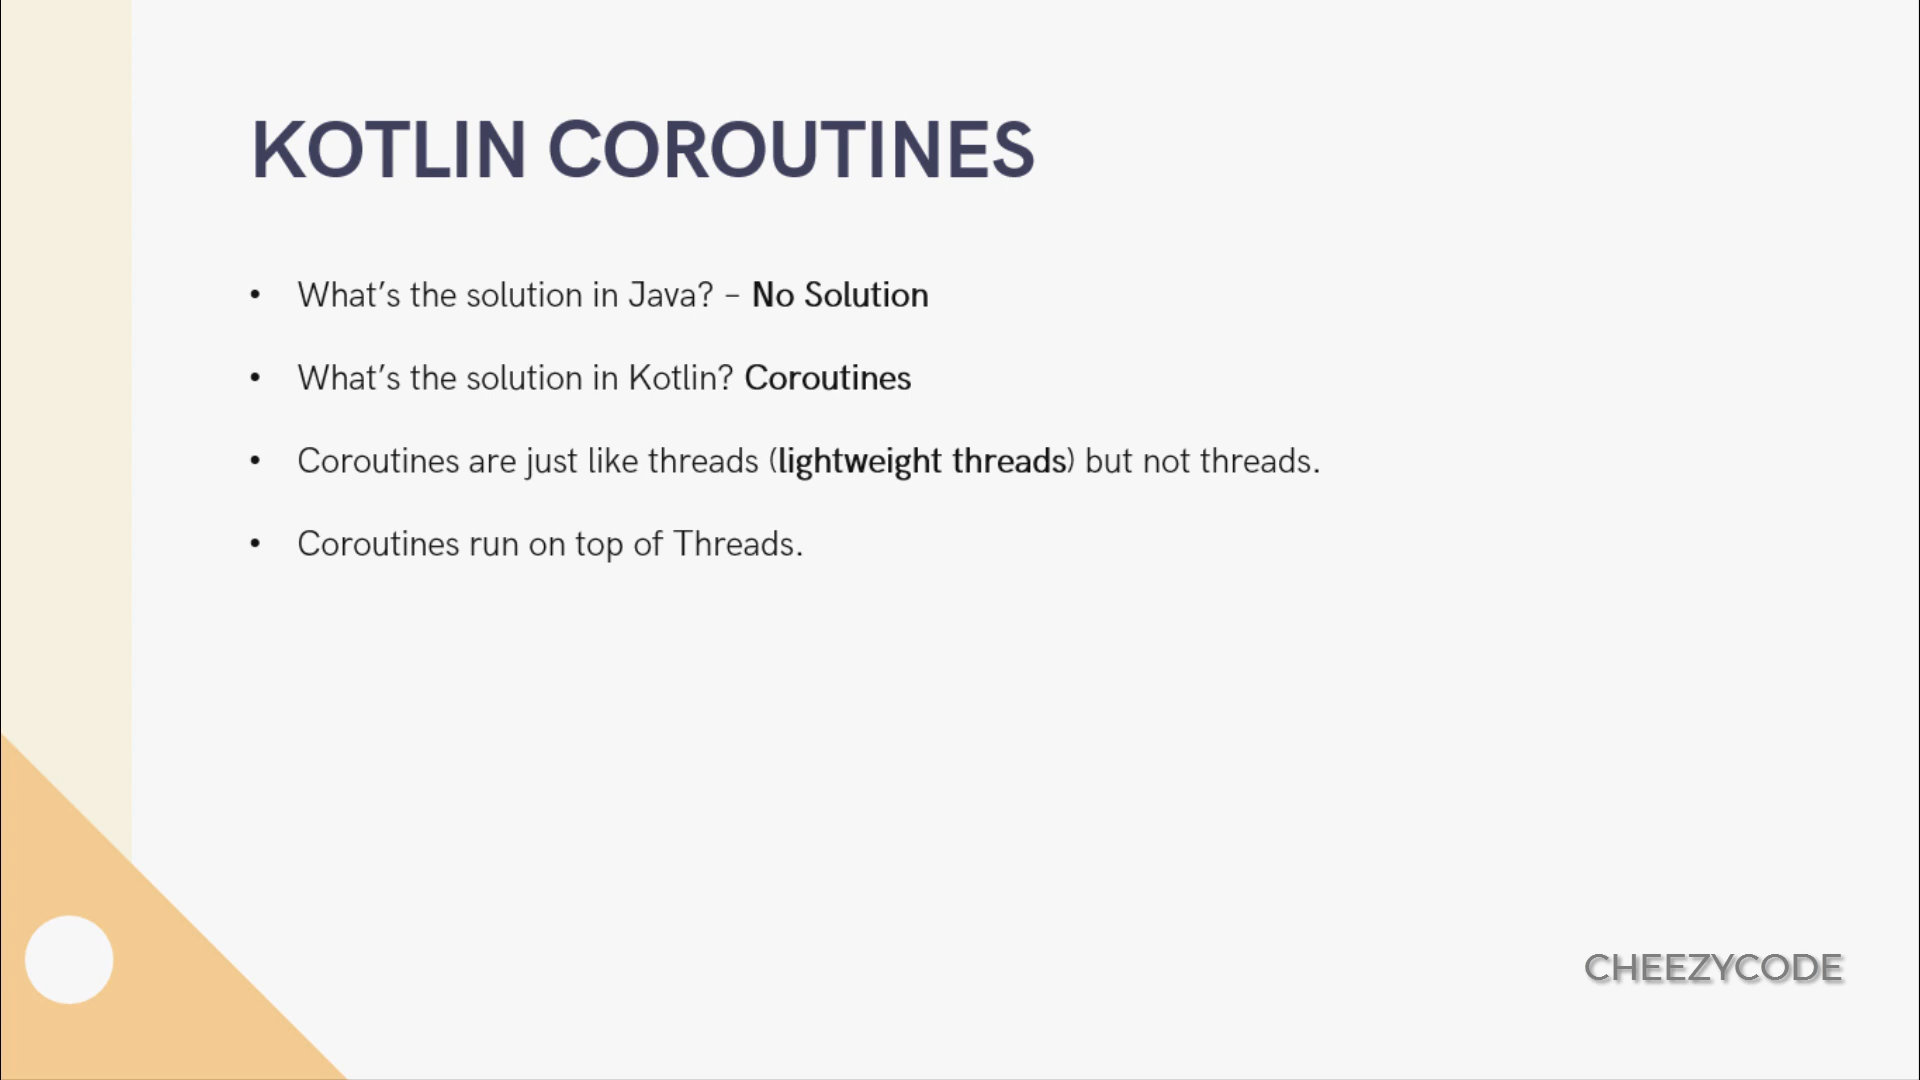 KOTLIN COROUTINES
• What’s the solution in Java? – No Solution
• What’s the solution in Kotlin? Coroutines
• Coroutines are just like threads (lightweight threads) but not threads.
• Coroutines run on top of Threads.
CHEEZYCODE